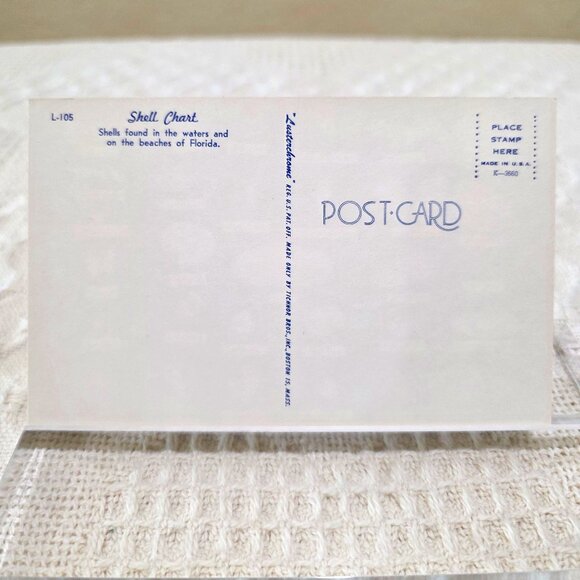 L-105
Shell Chart
Shells found in the waters and
on the beaches of Florida.
"Lusterchrome" REG. U.S. PAT. OFF. MADE ONLY BY TICHNOR BROS., INC., BOSTON 15, MASS.
POST-CARD
PLACE
STAMP
HERE
MADE IN U.S.A.
K-3660